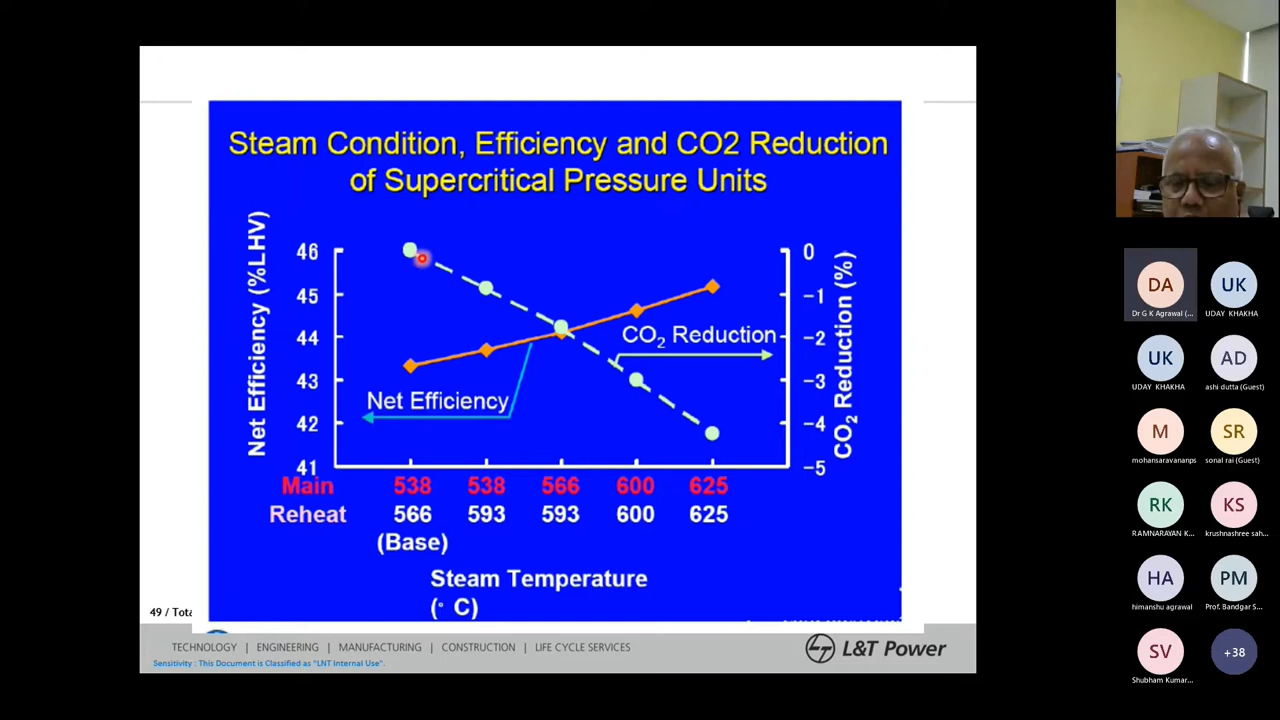 Steam Condition, Efficiency and CO2 Reduction
of Supercritical Pressure Units
Net Efficiency (%LHV)
46
45
44
43
42
41
0
−1
−2
−3
−4
−5
CO₂ Reduction (%)
CO₂ Reduction
Net Efficiency
Main 538 538 566 600 625
Reheat 566 593 593 600 625
(Base)
Steam Temperature
(° C)
49 / Tota
TECHNOLOGY | ENGINEERING | MANUFACTURING | CONSTRUCTION | LIFE CYCLE SERVICES
L&T Power
Sensitivity : This Document is Classified as "LNT Internal Use".
DA
Dr G K Agrawal (...
UK
UDAY KHAKHA
UK
UDAY KHAKHA
AD
ashi dutta (Guest)
M
mohansaravananps
SR
sonal rai (Guest)
RK
RAMNARAYAN K...
KS
krushnashree sah...
HA
himanshu agrawal
PM
Prof. Bandgar S...
SV
Shubham Kumar...
+38